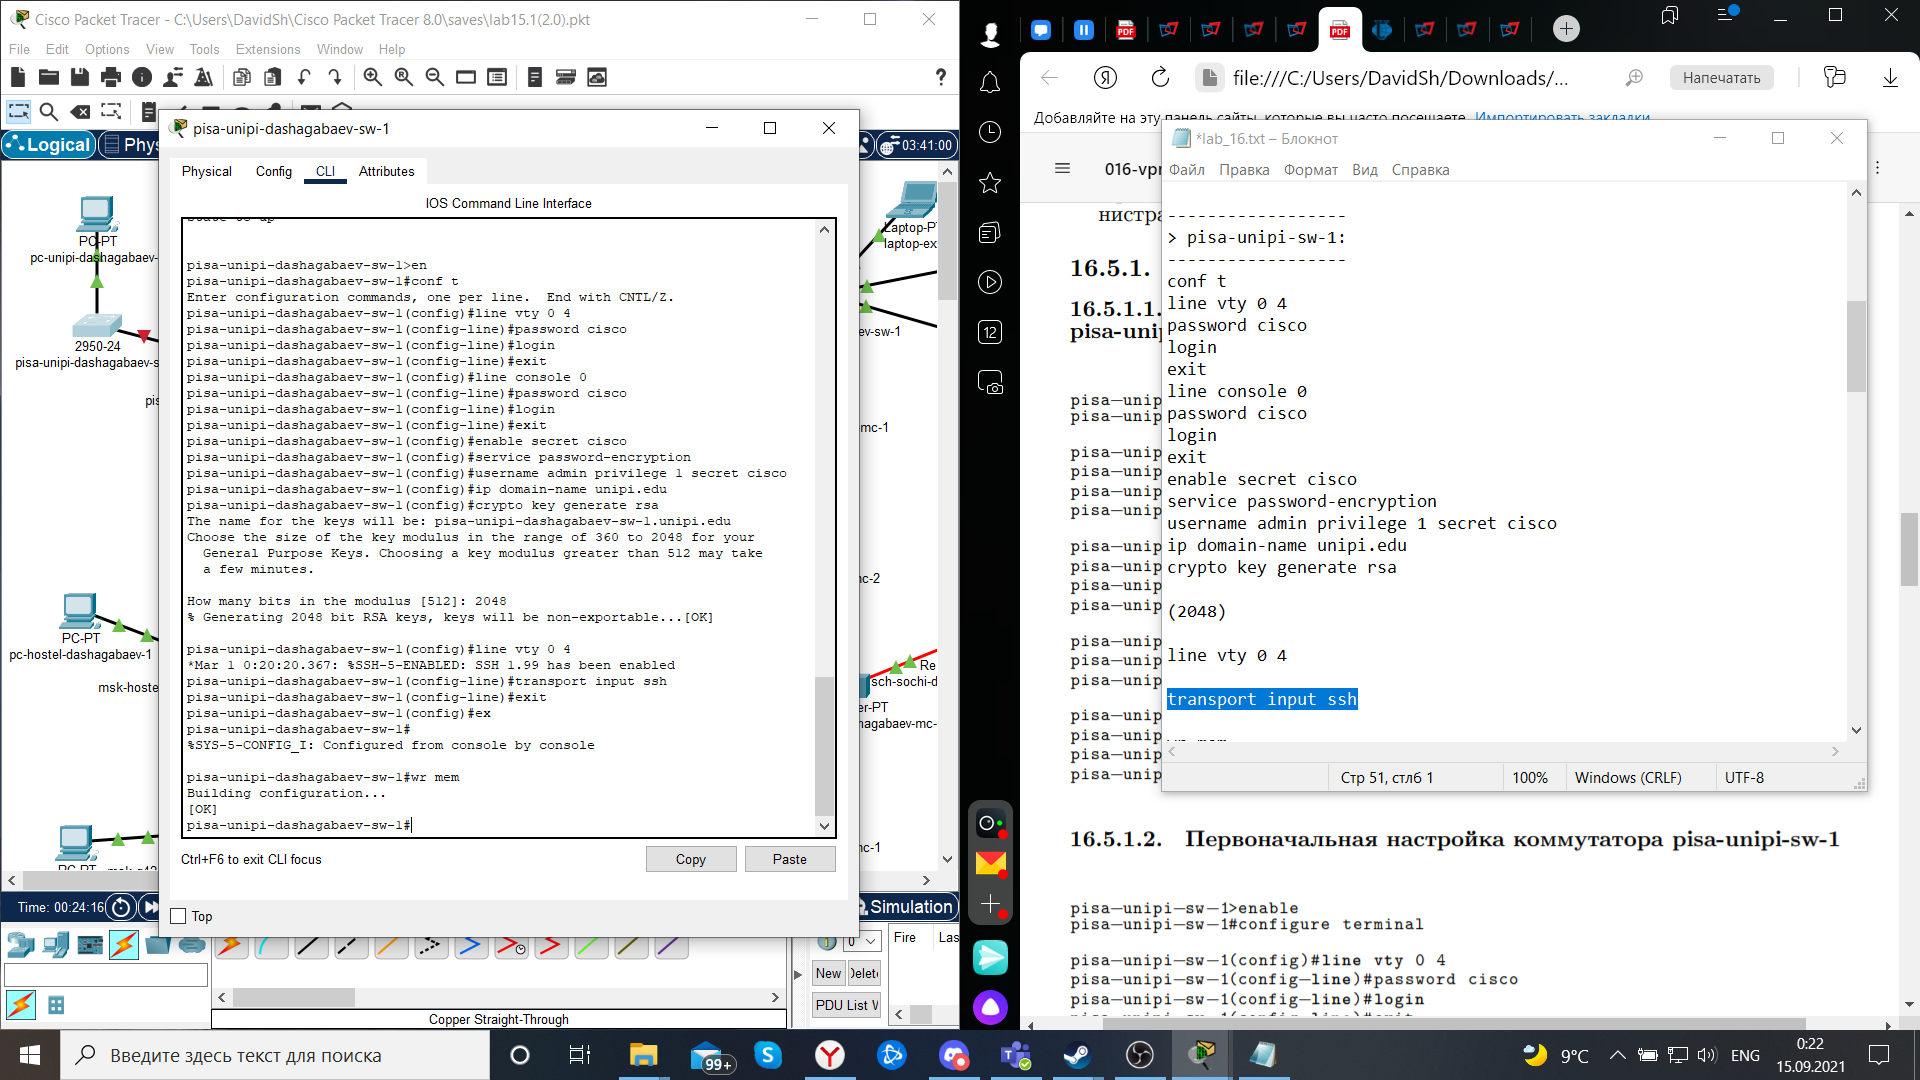 Cisco Packet Tracer - C:\Users\DavidSh\Cisco Packet Tracer 8.0\saves\lab15.1(2.0).pkt
File Edit Options View Tools Extensions Window Help
Logical
03:41:00
PC-PT
pc-unipi-dashagabaev-
2950-24
pisa-unipi-dashagabaev-s
PC-PT
pc-hostel-dashagabaev-1
msk-hoste
Laptop-P
laptop-ex
ev-sw-1
mc-1
nc-2
Re
sch-sochi-d
er-PT
hagabaev-mc-
nc-1
pisa-unipi-dashagabaev-sw-1
Physical Config CLI Attributes
IOS Command Line Interface
pisa-unipi-dashagabaev-sw-1>en
pisa-unipi-dashagabaev-sw-1#conf t
Enter configuration commands, one per line.  End with CNTL/Z.
pisa-unipi-dashagabaev-sw-1(config)#line vty 0 4
pisa-unipi-dashagabaev-sw-1(config-line)#password cisco
pisa-unipi-dashagabaev-sw-1(config-line)#login
pisa-unipi-dashagabaev-sw-1(config-line)#exit
pisa-unipi-dashagabaev-sw-1(config)#line console 0
pisa-unipi-dashagabaev-sw-1(config-line)#password cisco
pisa-unipi-dashagabaev-sw-1(config-line)#login
pisa-unipi-dashagabaev-sw-1(config-line)#exit
pisa-unipi-dashagabaev-sw-1(config)#enable secret cisco
pisa-unipi-dashagabaev-sw-1(config)#service password-encryption
pisa-unipi-dashagabaev-sw-1(config)#username admin privilege 1 secret cisco
pisa-unipi-dashagabaev-sw-1(config)#ip domain-name unipi.edu
pisa-unipi-dashagabaev-sw-1(config)#crypto key generate rsa
The name for the keys will be: pisa-unipi-dashagabaev-sw-1.unipi.edu
Choose the size of the key modulus in the range of 360 to 2048 for your
General Purpose Keys. Choosing a key modulus greater than 512 may take
a few minutes.
How many bits in the modulus [512]: 2048
% Generating 2048 bit RSA keys, keys will be non-exportable...[OK]
pisa-unipi-dashagabaev-sw-1(config)#line vty 0 4
*Mar 1 0:20:20.367: %SSH-5-ENABLED: SSH 1.99 has been enabled
pisa-unipi-dashagabaev-sw-1(config-line)#transport input ssh
pisa-unipi-dashagabaev-sw-1(config-line)#exit
pisa-unipi-dashagabaev-sw-1(config)#ex
pisa-unipi-dashagabaev-sw-1#
%SYS-5-CONFIG_I: Configured from console by console
pisa-unipi-dashagabaev-sw-1#wr mem
Building configuration...
[OK]
pisa-unipi-dashagabaev-sw-1#
Ctrl+F6 to exit CLI focus
Copy Paste
Top
Time: 00:24:16
Simulation
Fire Las
0
New Delet
PDU List W
Copper Straight-Through
12
file:///C:/Users/DavidSh/Downloads/...
Напечатать
Добавляйте на эту панель сайты, которые вы часто посещаете. Импортировать закладки
016-vpn
нистра
16.5.1.
16.5.1.1.
pisa-unip
*lab_16.txt – Блокнот
Файл Правка Формат Вид Справка
------------------
> pisa-unipi-sw-1:
------------------
conf t
line vty 0 4
password cisco
login
exit
line console 0
password cisco
login
exit
enable secret cisco
service password-encryption
username admin privilege 1 secret cisco
ip domain-name unipi.edu
crypto key generate rsa
(2048)
line vty 0 4
transport input ssh
Стр 51, стлб 1
100%
Windows (CRLF)
UTF-8
16.5.1.2. Первоначальная настройка коммутатора pisa-unipi-sw-1
pisa—unipi—sw—1>enable
pisa—unipi—sw—1#configure terminal
pisa—unipi—sw—1(config)#line vty 0 4
pisa—unipi—sw—1(config—line)#password cisco
pisa—unipi—sw—1(config—line)#login
Введите здесь текст для поиска
99+
9°C
ENG
0:22
15.09.2021